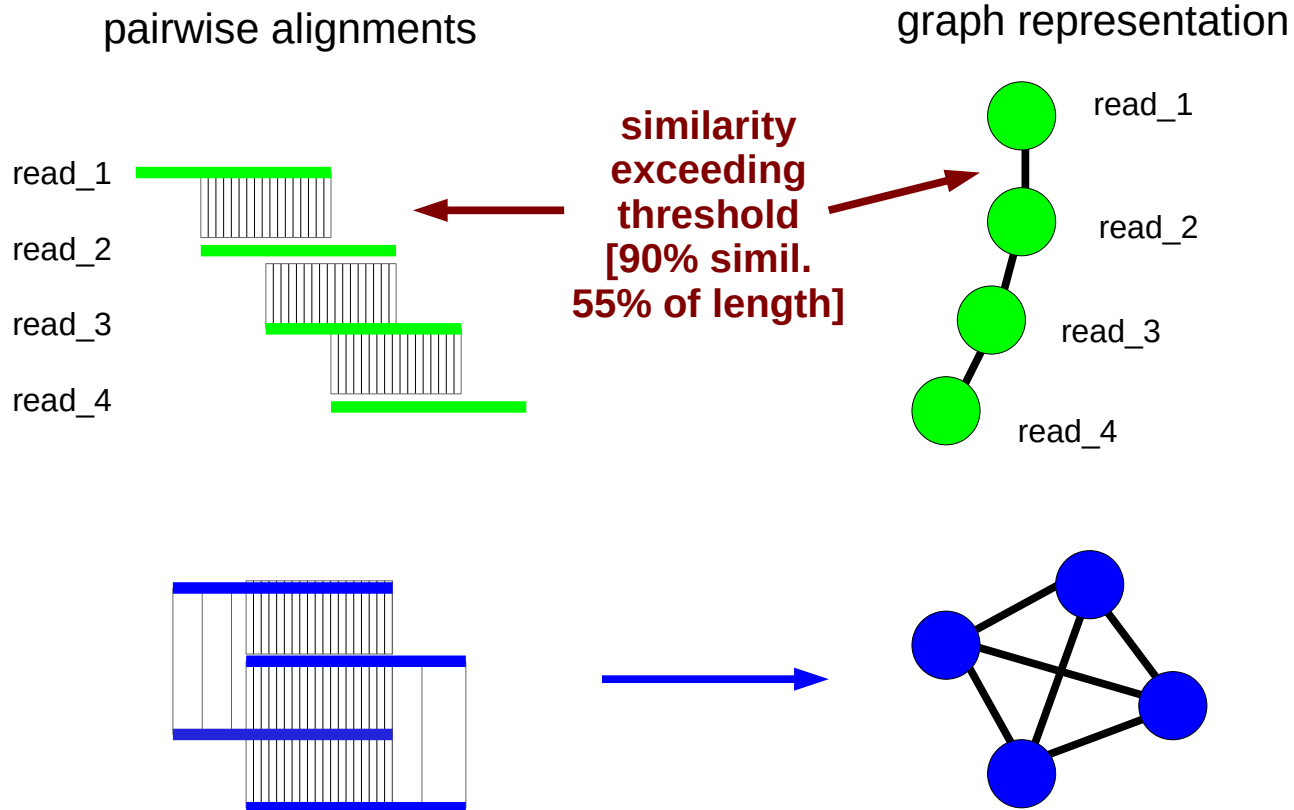 pairwise alignments
graph representation
similarity
exceeding
threshold
[90% simil.
55% of length]
read_1
read_2
read_3
read_4
read_1
read_2
read_3
read_4